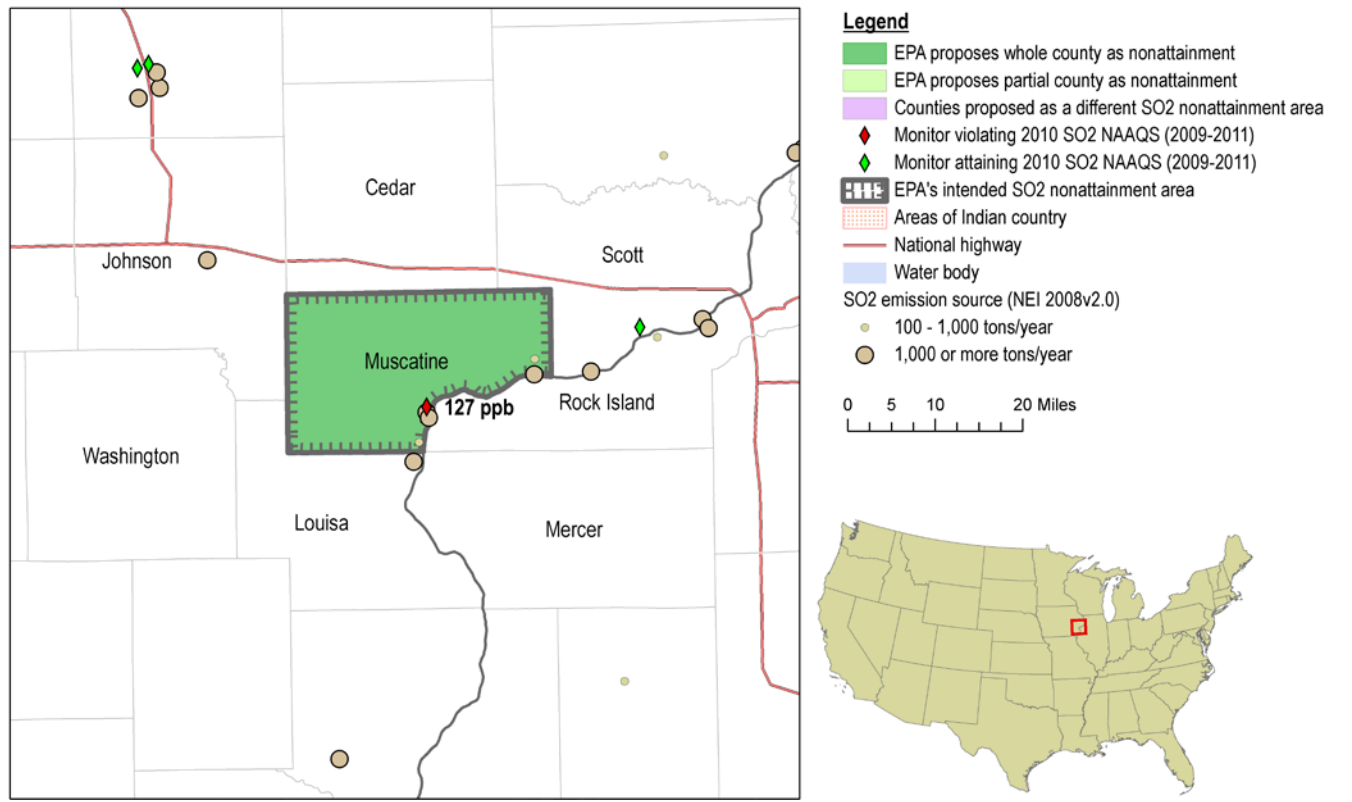 Cedar
Scott
Johnson
Muscatine
127 ppb
Rock Island
Washington
Louisa
Mercer
Legend
EPA proposes whole county as nonattainment
EPA proposes partial county as nonattainment
Counties proposed as a different SO2 nonattainment area
Monitor violating 2010 SO2 NAAQS (2009-2011)
Monitor attaining 2010 SO2 NAAQS (2009-2011)
EPA's intended SO2 nonattainment area
Areas of Indian country
National highway
Water body
SO2 emission source (NEI 2008v2.0)
100 - 1,000 tons/year
1,000 or more tons/year
0 5 10 20 Miles